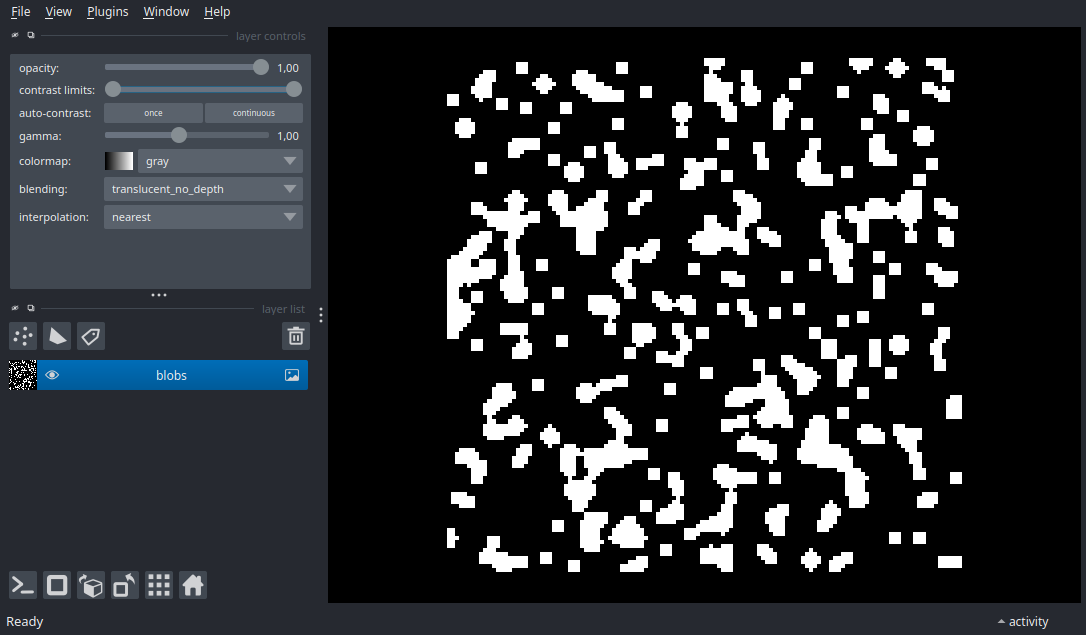 File View Plugins Window Help
layer controls
opacity: 1,00
contrast limits:
auto-contrast: once continuous
gamma: 1,00
colormap: gray
blending: translucent_no_depth
interpolation: nearest
layer list
blobs
Ready activity